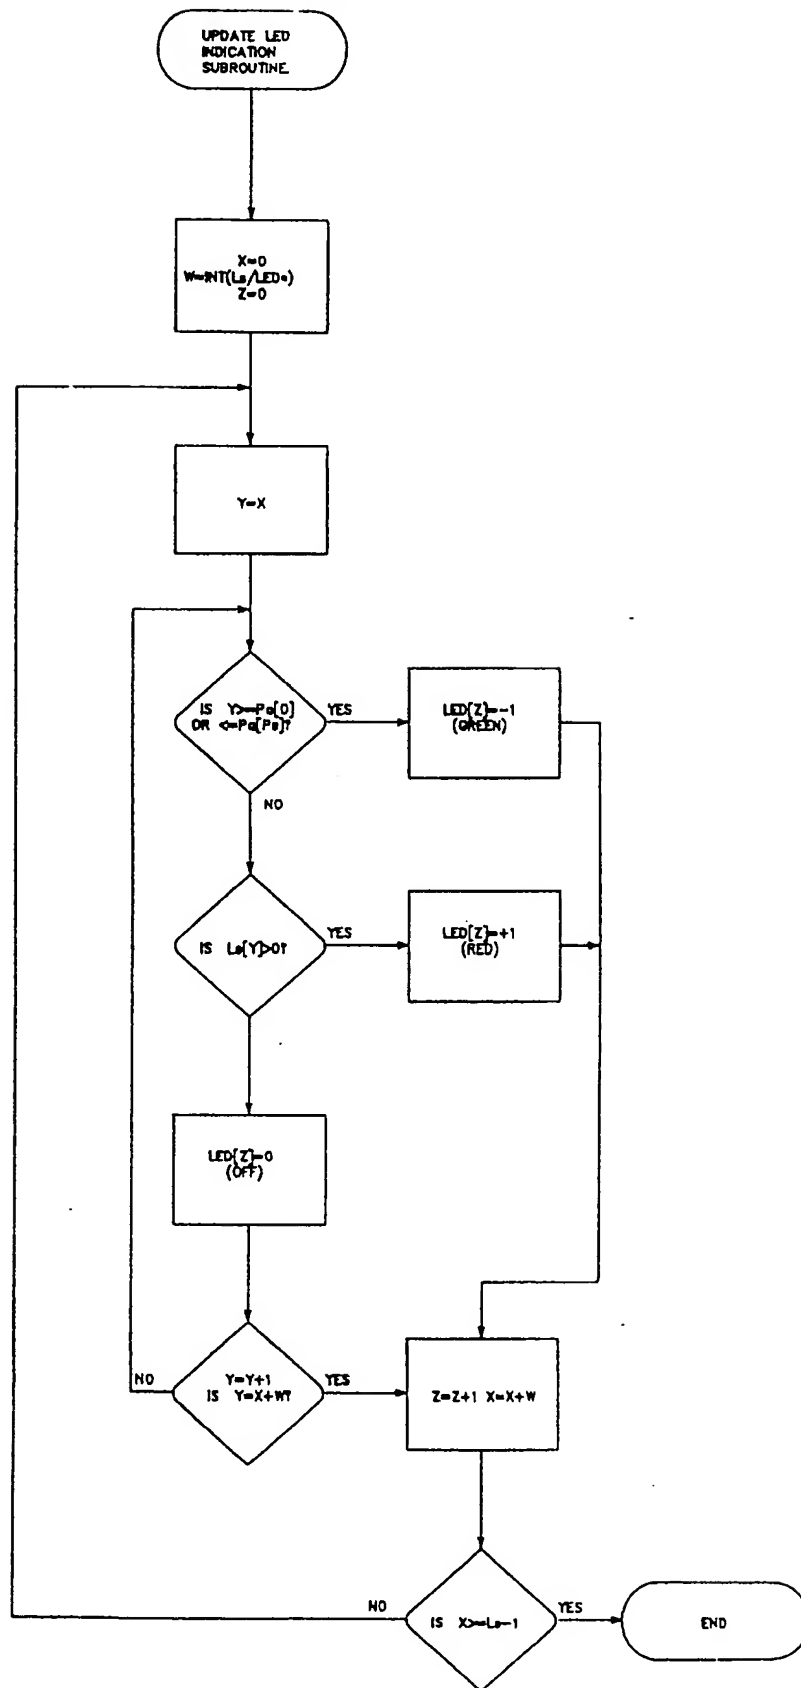 UPDATE LED
INDICATION
SUBROUTINE
X=0
W=INT(Ls/LEDs)
Z=0
Y=X
IS Y>=Pa[0]
OR <=Pa[Ps]?
YES
LED[Z]=-1
(GREEN)
NO
IS Ls[Y]>0?
YES
LED[Z]=+1
(RED)
LED[Z]=0
(OFF)
NO
Y=Y+1
IS Y=X+W?
YES
Z=Z+1 X=X+W
NO
IS X>=Ls-1
YES
END